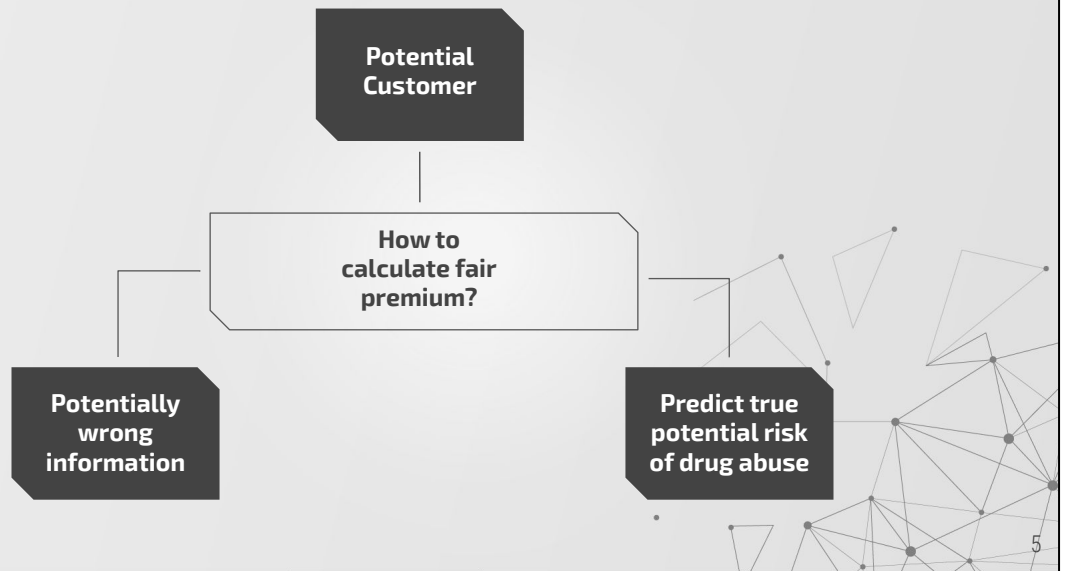 Potential
Customer
How to
calculate fair
premium?
Potentially
wrong
information
Predict true
potential risk
of drug abuse
5